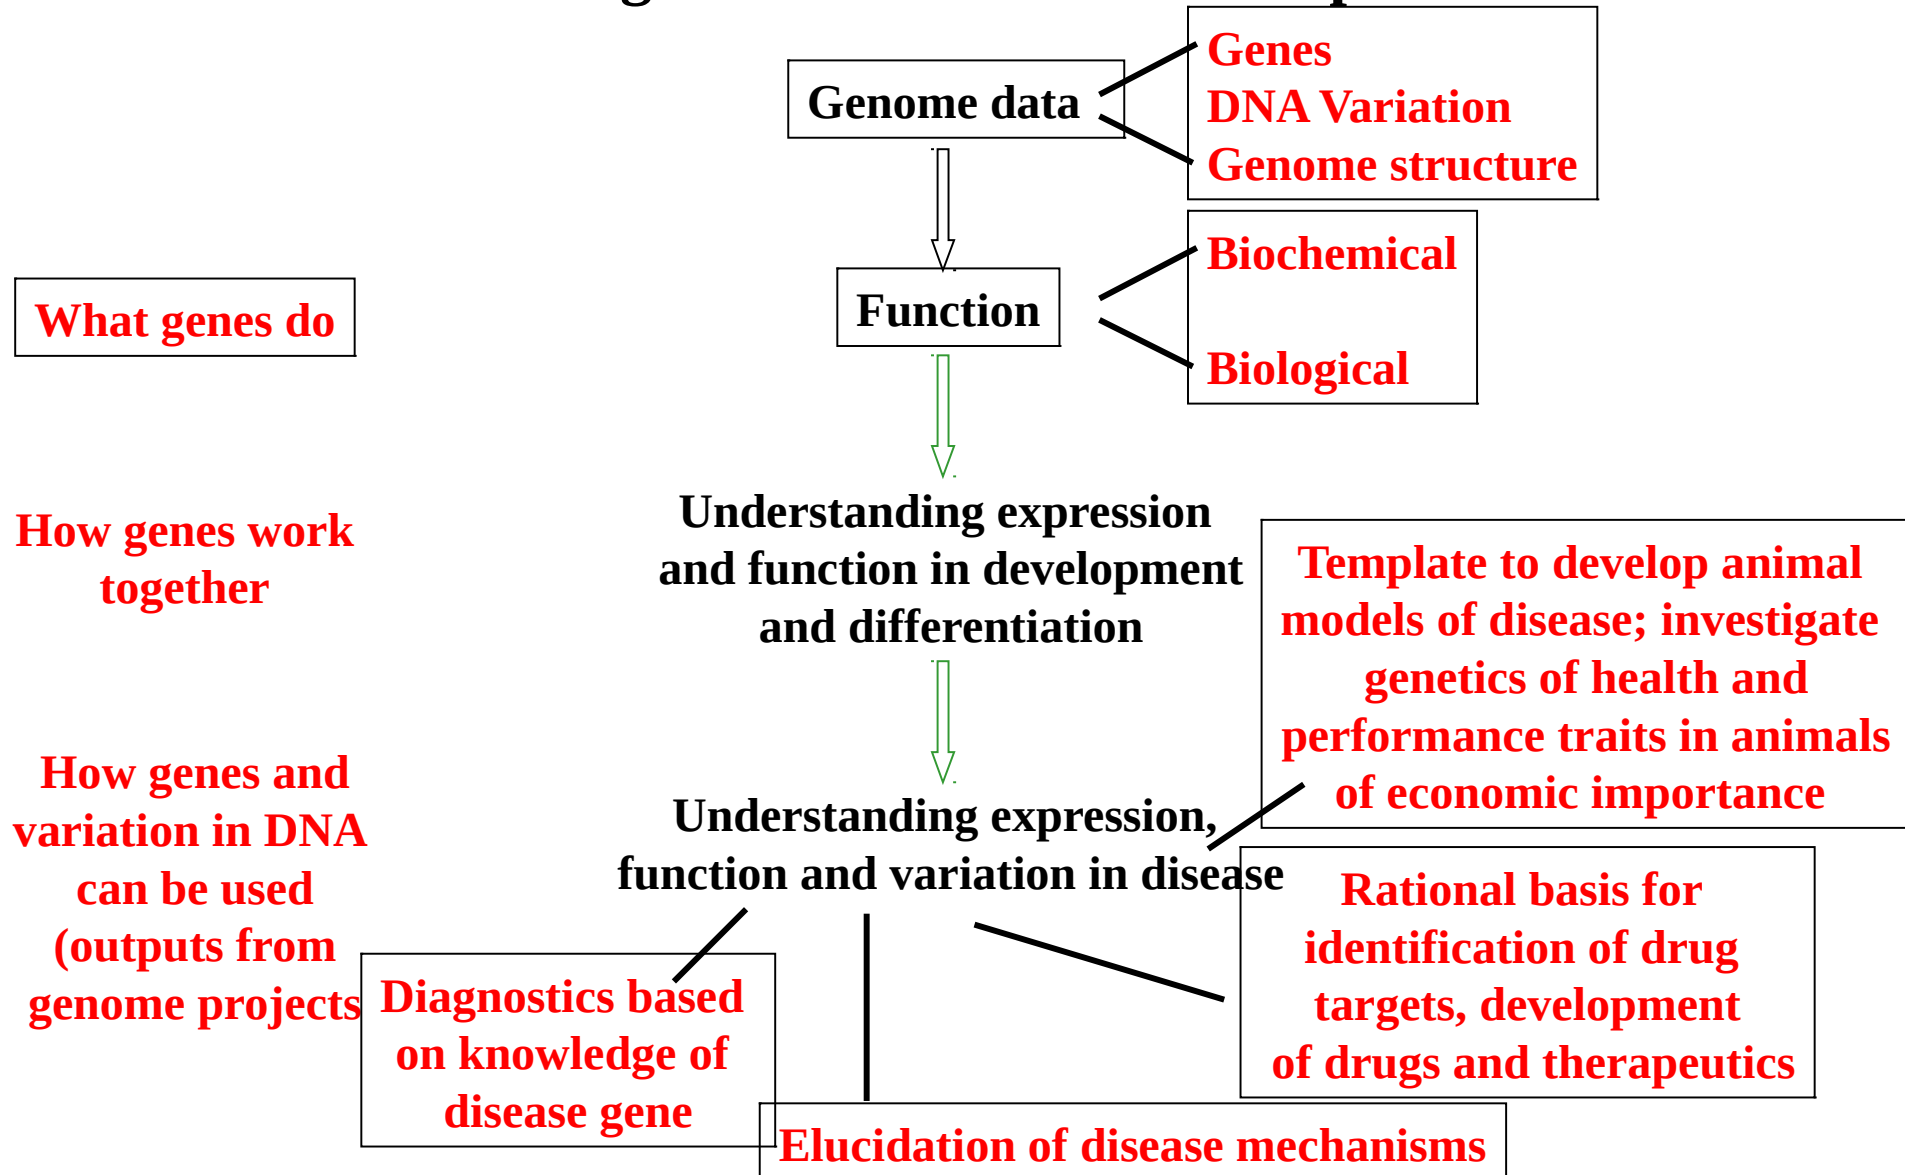 Genome data
Genes
DNA Variation
Genome structure
What genes do
Function
Biochemical
Biological
How genes work
together
Understanding expression
and function in development
and differentiation
Template to develop animal
models of disease; investigate
genetics of health and
performance traits in animals
of economic importance
How genes and
variation in DNA
can be used
(outputs from
genome projects
Understanding expression,
function and variation in disease
Rational basis for
identification of drug
targets, development
of drugs and therapeutics
Diagnostics based
on knowledge of
disease gene
Elucidation of disease mechanisms